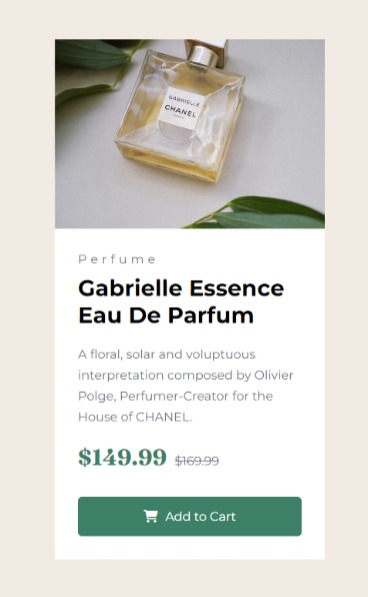 GABRIELLE
CHANEL
Perfume
Gabrielle Essence
Eau De Parfum
A floral, solar and voluptuous
interpretation composed by Olivier
Polge, Perfumer-Creator for the
House of CHANEL.
$149.99 $169.99
Add to Cart